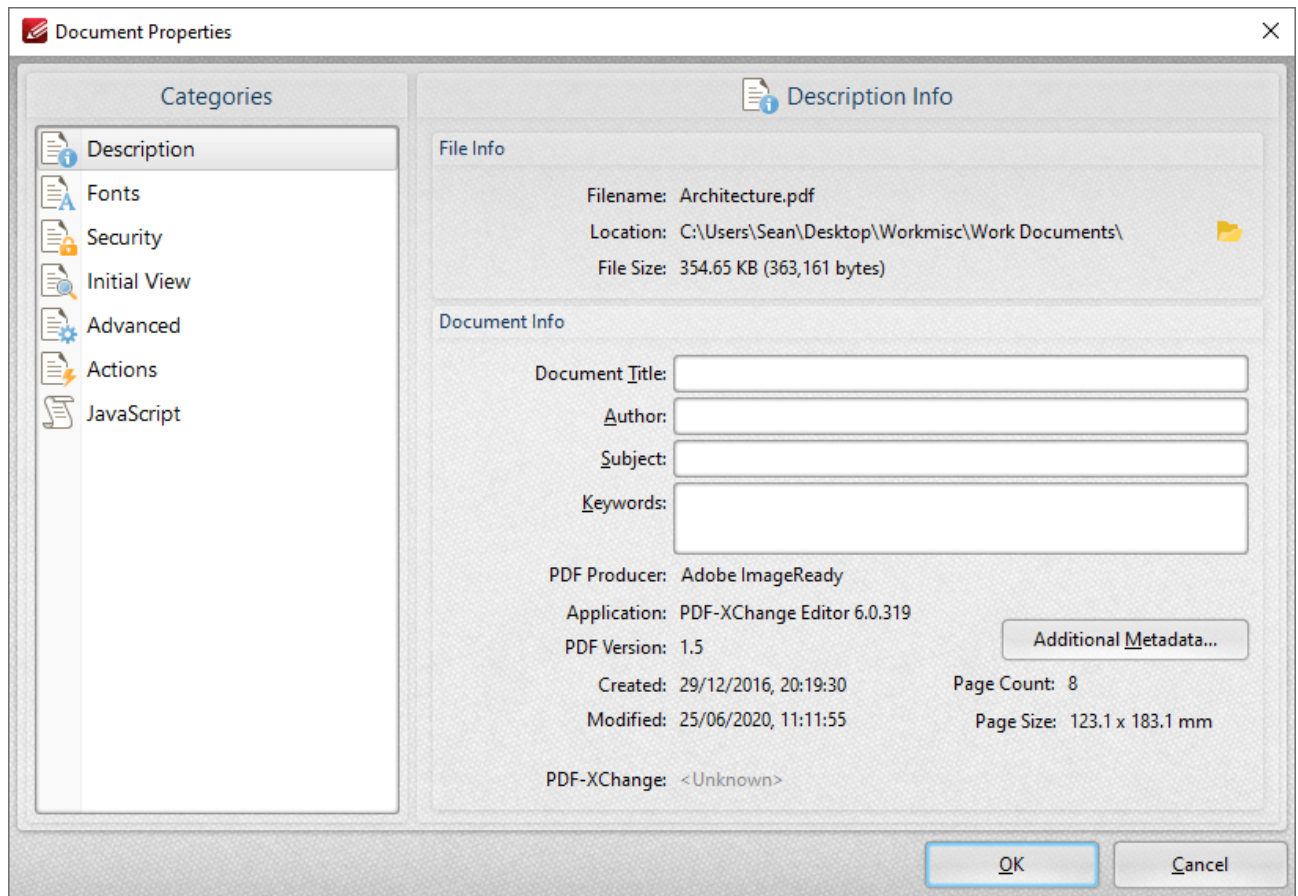 Document Properties
Categories
Description
Fonts
Security
Initial View
Advanced
Actions
JavaScript
Description Info
File Info
Filename: Architecture.pdf
Location: C:\Users\Sean\Desktop\Workmisc\Work Documents\
File Size: 354.65 KB (363,161 bytes)
Document Info
Document Title:
Author:
Subject:
Keywords:
PDF Producer: Adobe ImageReady
Application: PDF-XChange Editor 6.0.319
Additional Metadata...
PDF Version: 1.5
Created: 29/12/2016, 20:19:30 Page Count: 8
Modified: 25/06/2020, 11:11:55 Page Size: 123.1 x 183.1 mm
PDF-XChange: <Unknown>
OK Cancel